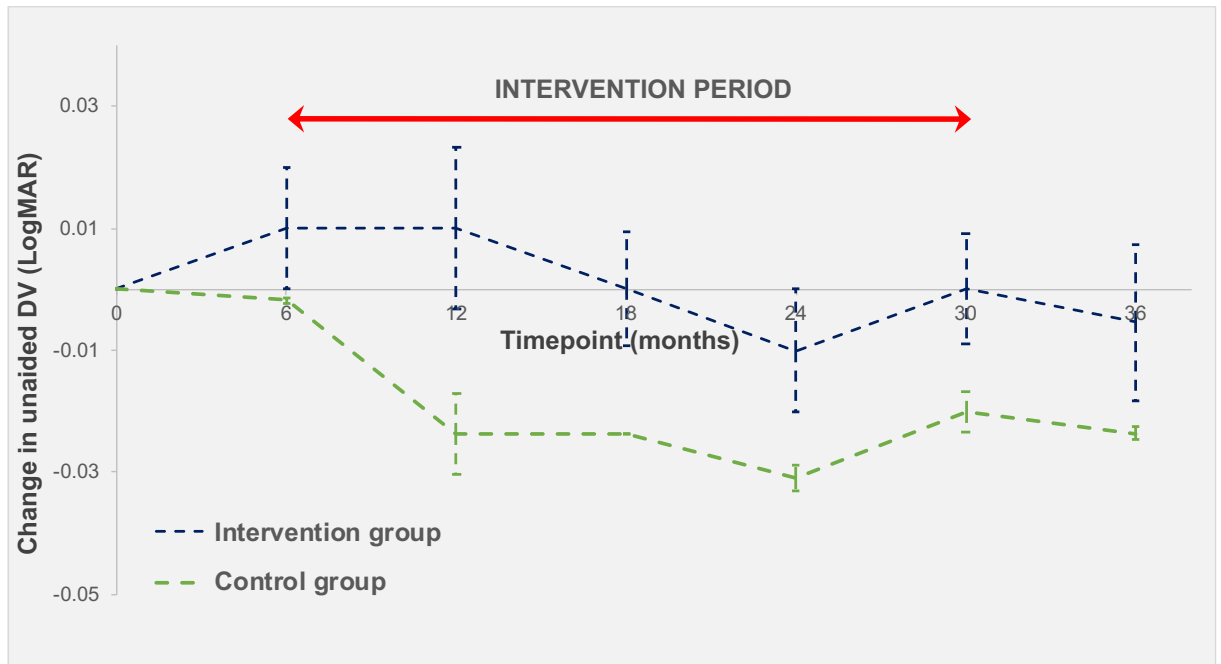 INTERVENTION PERIOD
Change in unaided DV (LogMAR)
0.03
0.01
-0.01
-0.03
-0.05
0 6 12 18 24 30 36
Timepoint (months)
Intervention group
Control group